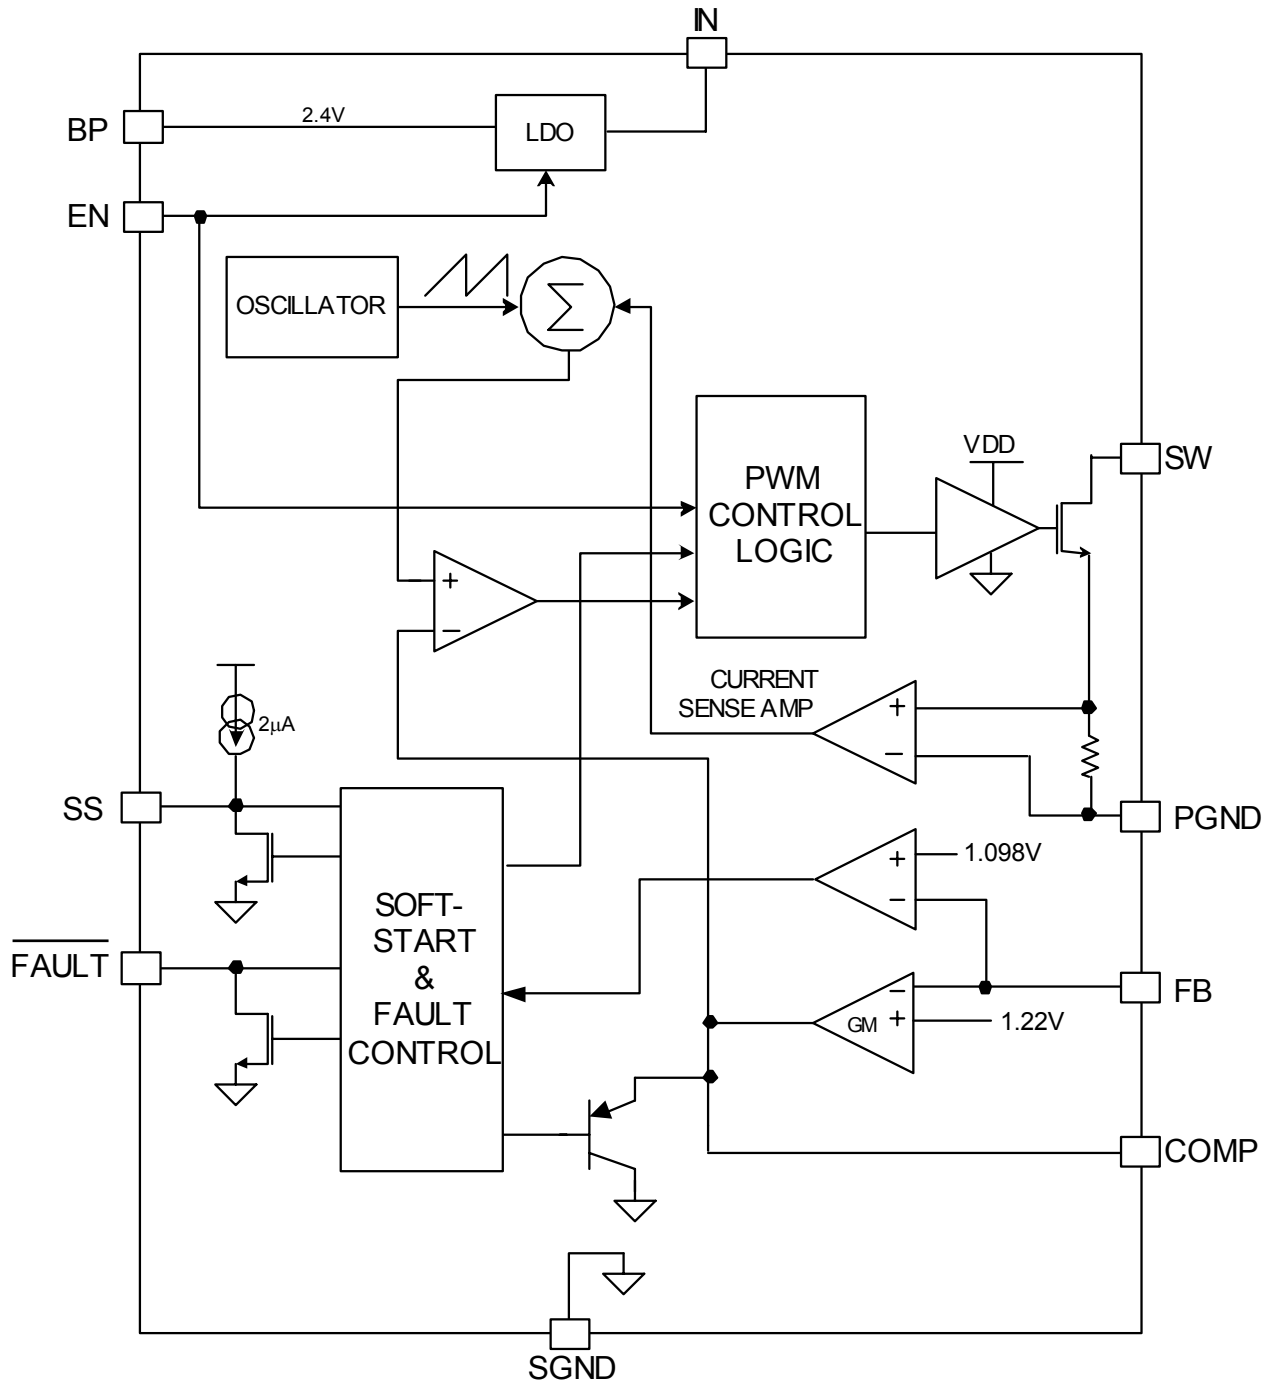 IN
BP
2.4V
LDO
EN
OSCILLATOR
Σ
VDD
SW
PWM
CONTROL
LOGIC
+
−
CURRENT
SENSE AMP
+
−
2μA
SS
PGND
+
1.098V
−
SOFT-
START
&
FAULT
CONTROL
FAULT
−
FB
GM
+
1.22V
COMP
SGND